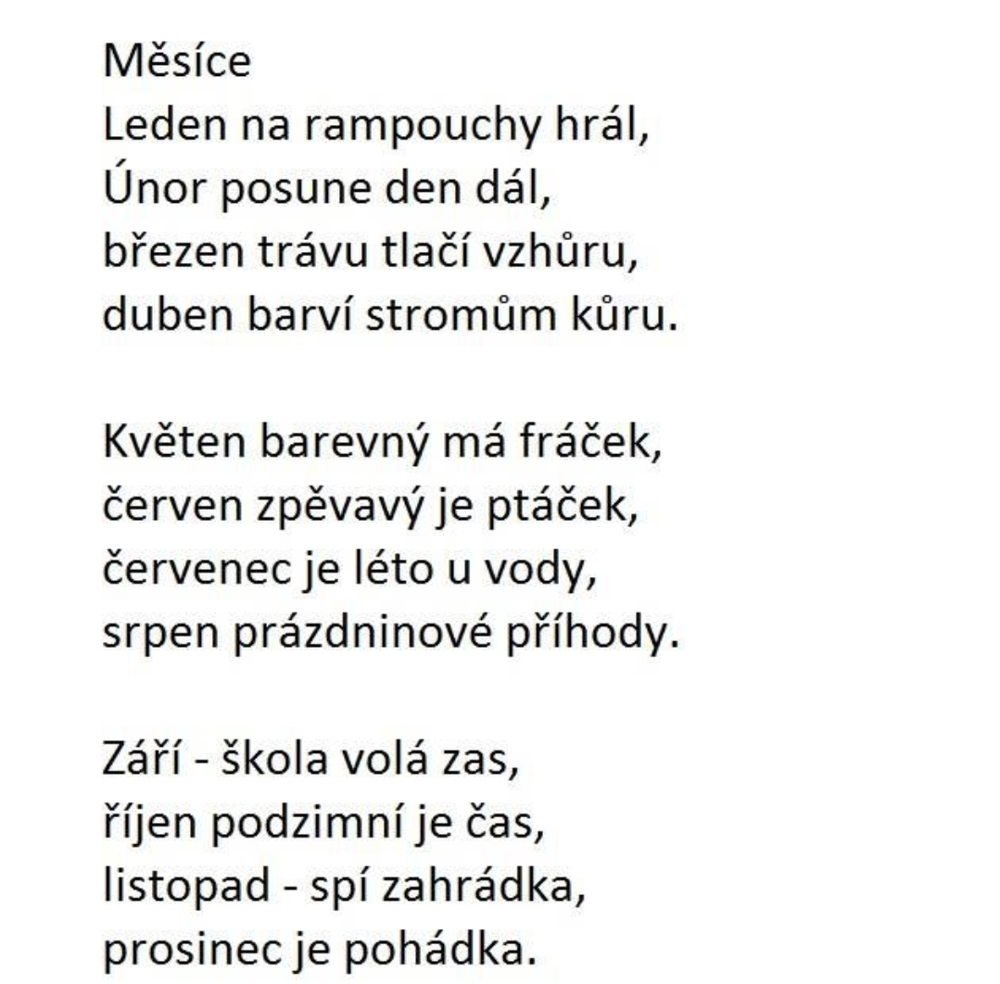 Měsíce
Leden na rampouchy hrál,
Únor posune den dál,
březen trávu tlačí vzhůru,
duben barví stromům kůru.

Květen barevný má fráček,
červen zpěvavý je ptáček,
červenec je léto u vody,
srpen prázdninové příhody.

Září - škola volá zas,
říjen podzimní je čas,
listopad - spí zahrádka,
prosinec je pohádka.